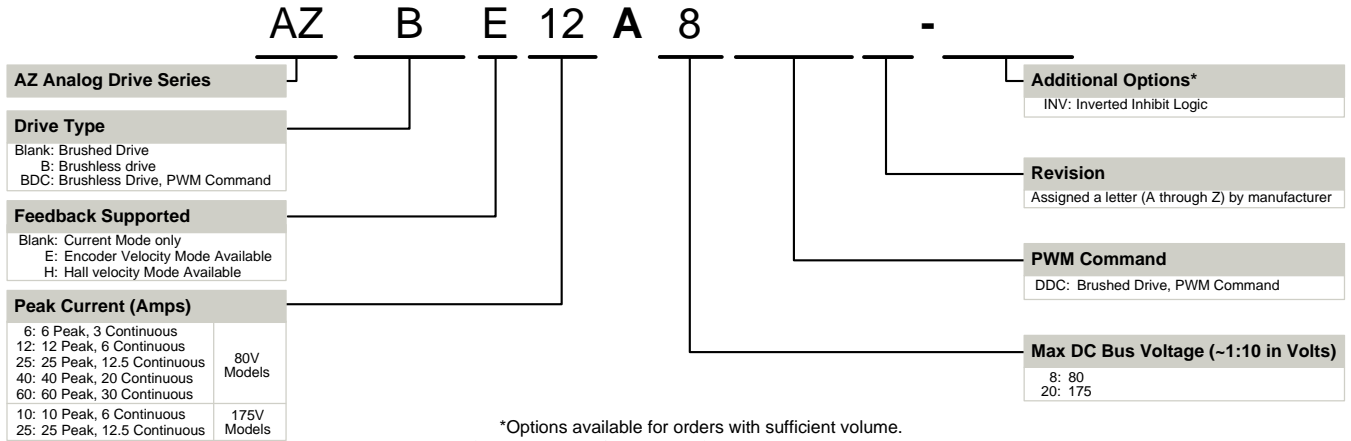 AZ B E 12 A 8 -
AZ Analog Drive Series
Drive Type
Blank: Brushed Drive
B: Brushless drive
BDC: Brushless Drive, PWM Command
Feedback Supported
Blank: Current Mode only
E: Encoder Velocity Mode Available
H: Hall velocity Mode Available
Peak Current (Amps)
6: 6 Peak, 3 Continuous
12: 12 Peak, 6 Continuous
25: 25 Peak, 12.5 Continuous
40: 40 Peak, 20 Continuous
60: 60 Peak, 30 Continuous
80V
Models
10: 10 Peak, 6 Continuous
25: 25 Peak, 12.5 Continuous
175V
Models
Additional Options*
INV: Inverted Inhibit Logic
Revision
Assigned a letter (A through Z) by manufacturer
PWM Command
DDC: Brushed Drive, PWM Command
Max DC Bus Voltage (~1:10 in Volts)
8: 80
20: 175
*Options available for orders with sufficient volume.